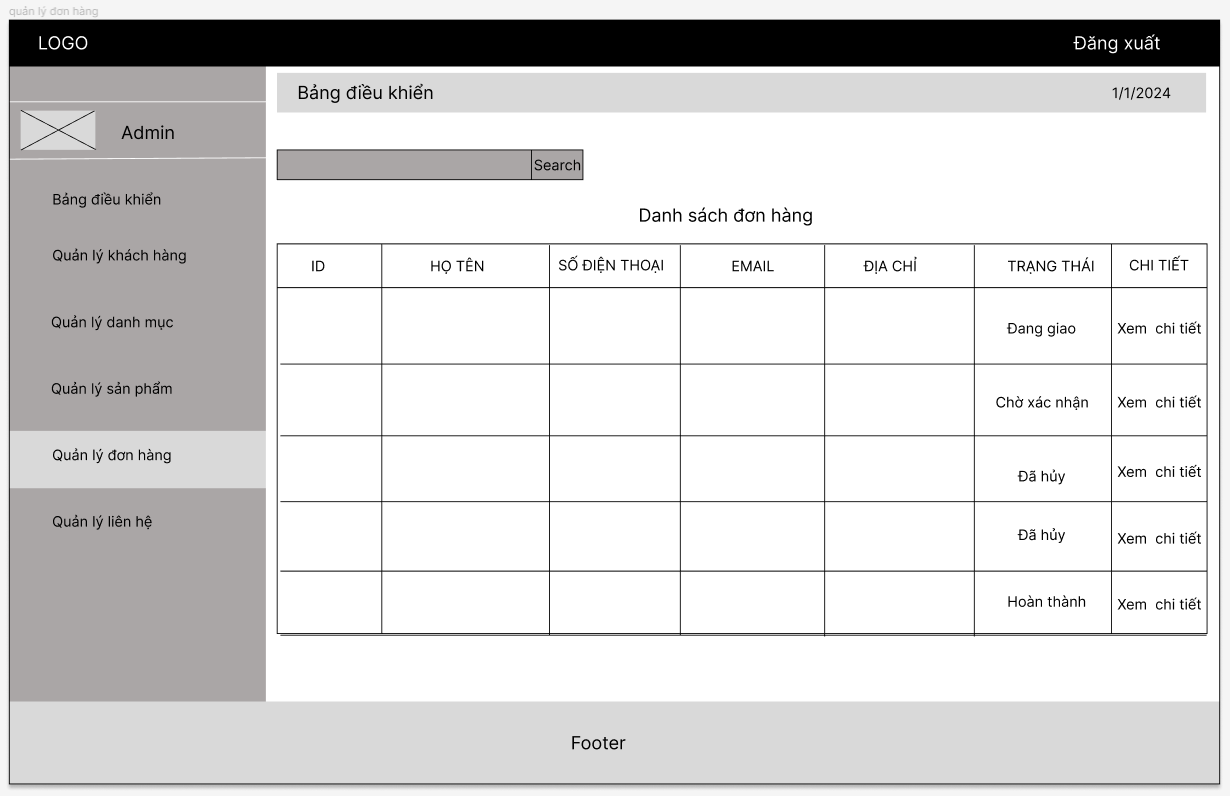 quản lý đơn hàng
LOGO
Đăng xuất
Bảng điều khiển
1/1/2024
Admin
Bảng điều khiển
Quản lý khách hàng
Quản lý danh mục
Quản lý sản phẩm
Quản lý đơn hàng
Quản lý liên hệ
Search
Danh sách đơn hàng
ID HỌ TÊN SỐ ĐIỆN THOẠI EMAIL ĐỊA CHỈ TRẠNG THÁI CHI TIẾT
Đang giao Xem chi tiết
Chờ xác nhận Xem chi tiết
Đã hủy Xem chi tiết
Đã hủy Xem chi tiết
Hoàn thành Xem chi tiết
Footer